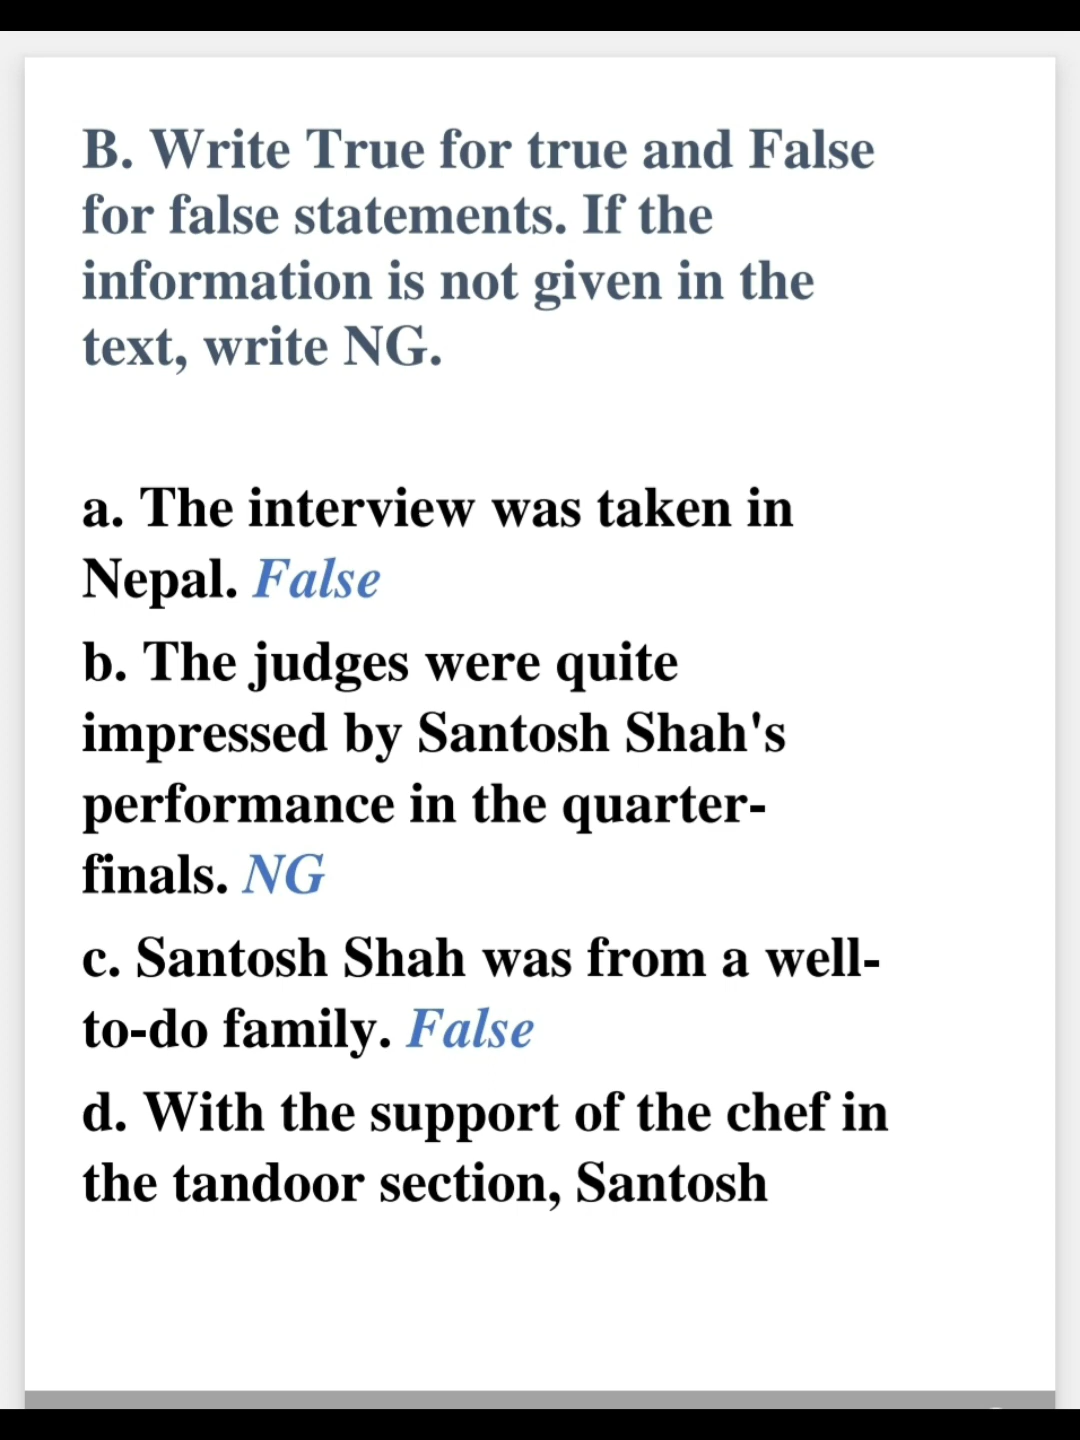 B. Write True for true and False
for false statements. If the
information is not given in the
text, write NG.
a. The interview was taken in
Nepal. False
b. The judges were quite
impressed by Santosh Shah's
performance in the quarter-
finals. NG
c. Santosh Shah was from a well-
to-do family. False
d. With the support of the chef in
the tandoor section, Santosh